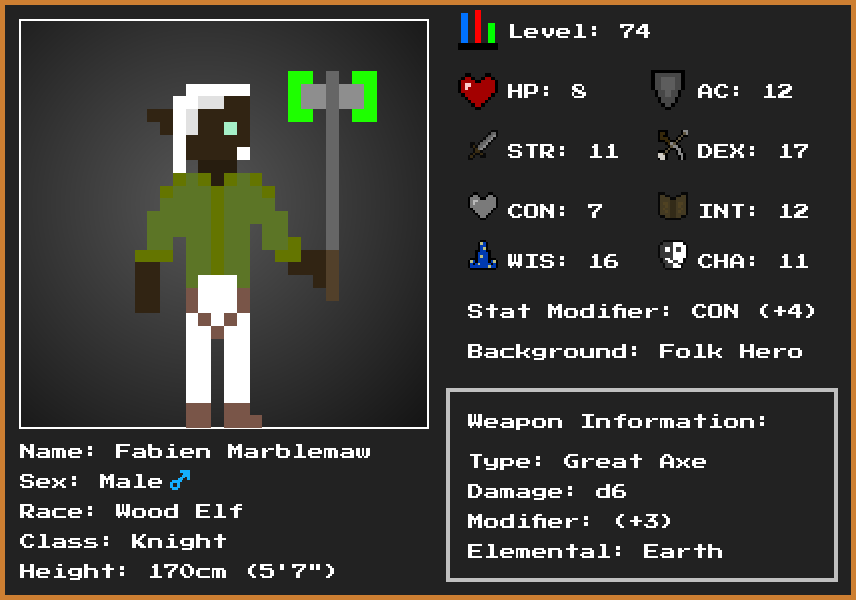 Level: 74
HP: 8
AC: 12
STR: 11
DEX: 17
CON: 7
INT: 12
WIS: 16
CHA: 11
Stat Modifier: CON (+4)
Background: Folk Hero
Weapon Information:
Type: Great Axe
Damage: d6
Modifier: (+3)
Elemental: Earth
Name: Fabien Marblemaw
Sex: Male♂
Race: Wood Elf
Class: Knight
Height: 170cm (5'7")